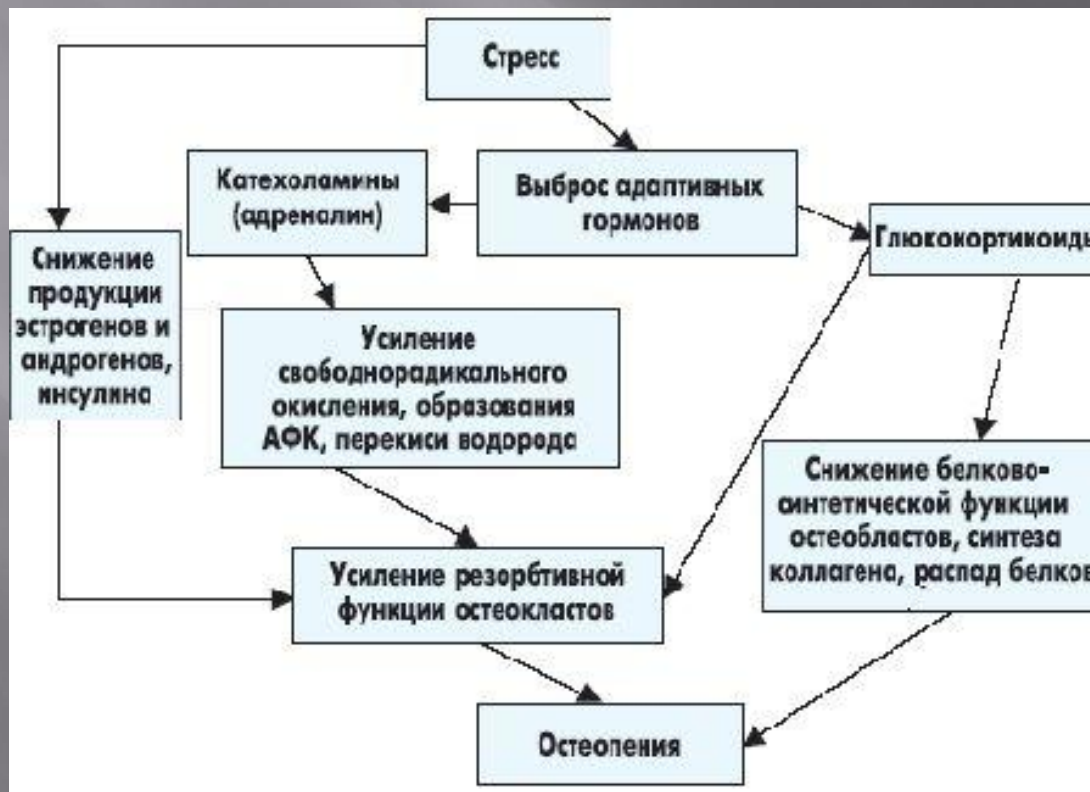 Стресс
Катехоламины
(адреналин)
Выброс адаптивных
гормонов
Глюкокортикоиды
Снижение
продукции
эстрогенов и
андрогенов,
инсулина
Усиление
свободнорадикального
окисления, образования
АФК, перекиси водорода
Снижение белково-
синтетической функции
остеобластов, синтеза
коллагена, распад белков
Усиление резорбтивной
функции остеокластов
Остеопения